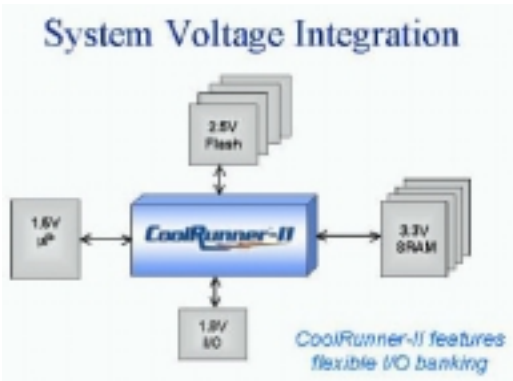 System Voltage Integration
2.5V
Flash
1.5V
µP
CoolRunner-II
3.3V
SRAM
1.8V
I/O
CoolRunner-II features
flexible I/O banking